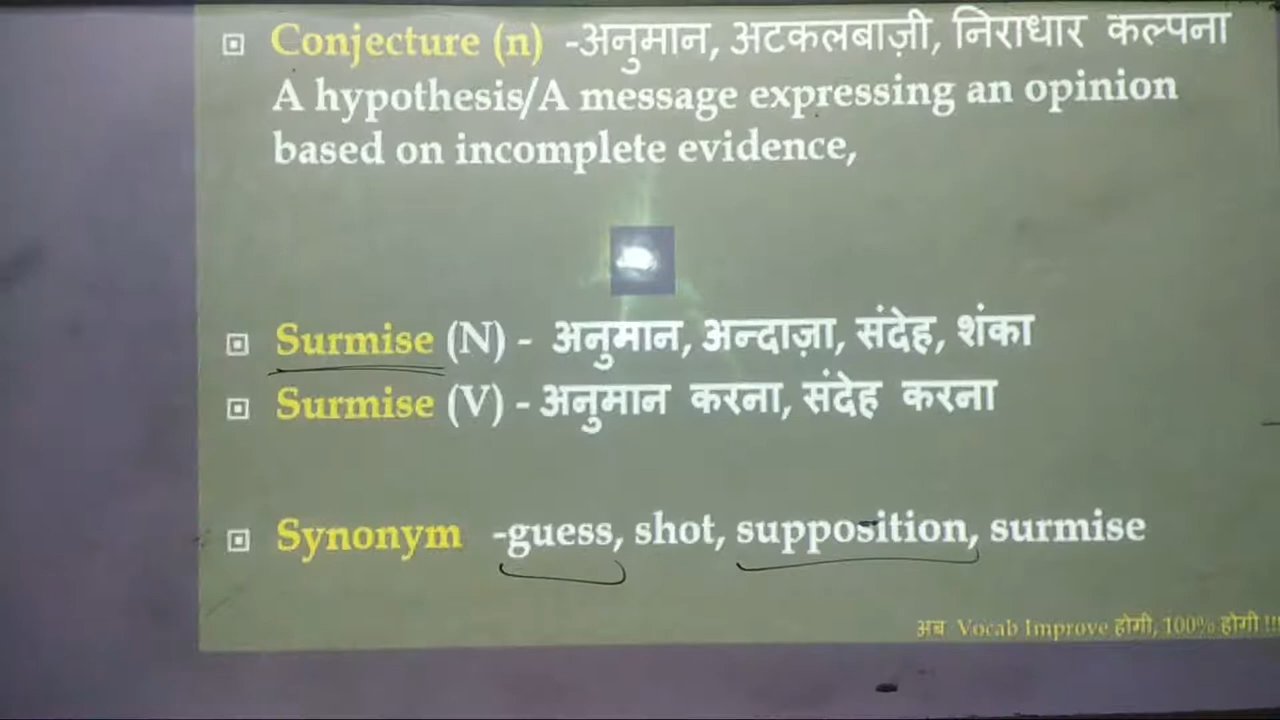 Conjecture (n) -अनुमान, अटकलबाज़ी, निराधार कल्पना
A hypothesis/A message expressing an opinion
based on incomplete evidence,
Surmise (N) - अनुमान, अन्दाज़ा, संदेह, शंका
Surmise (V) - अनुमान करना, संदेह करना
Synonym -guess, shot, supposition, surmise
अब Vocab Improve होगी, 100% होगी !!!